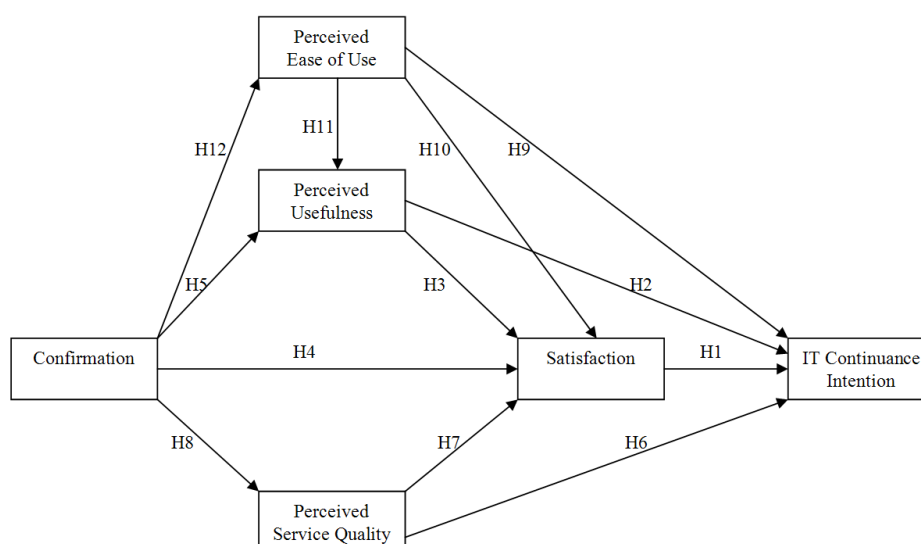 Perceived
Ease of Use
H11
H12
H10
H9
Perceived
Usefulness
H5
H3
H2
Confirmation
H4
Satisfaction
H1
IT Continuance
Intention
H8
H7
H6
Perceived
Service Quality